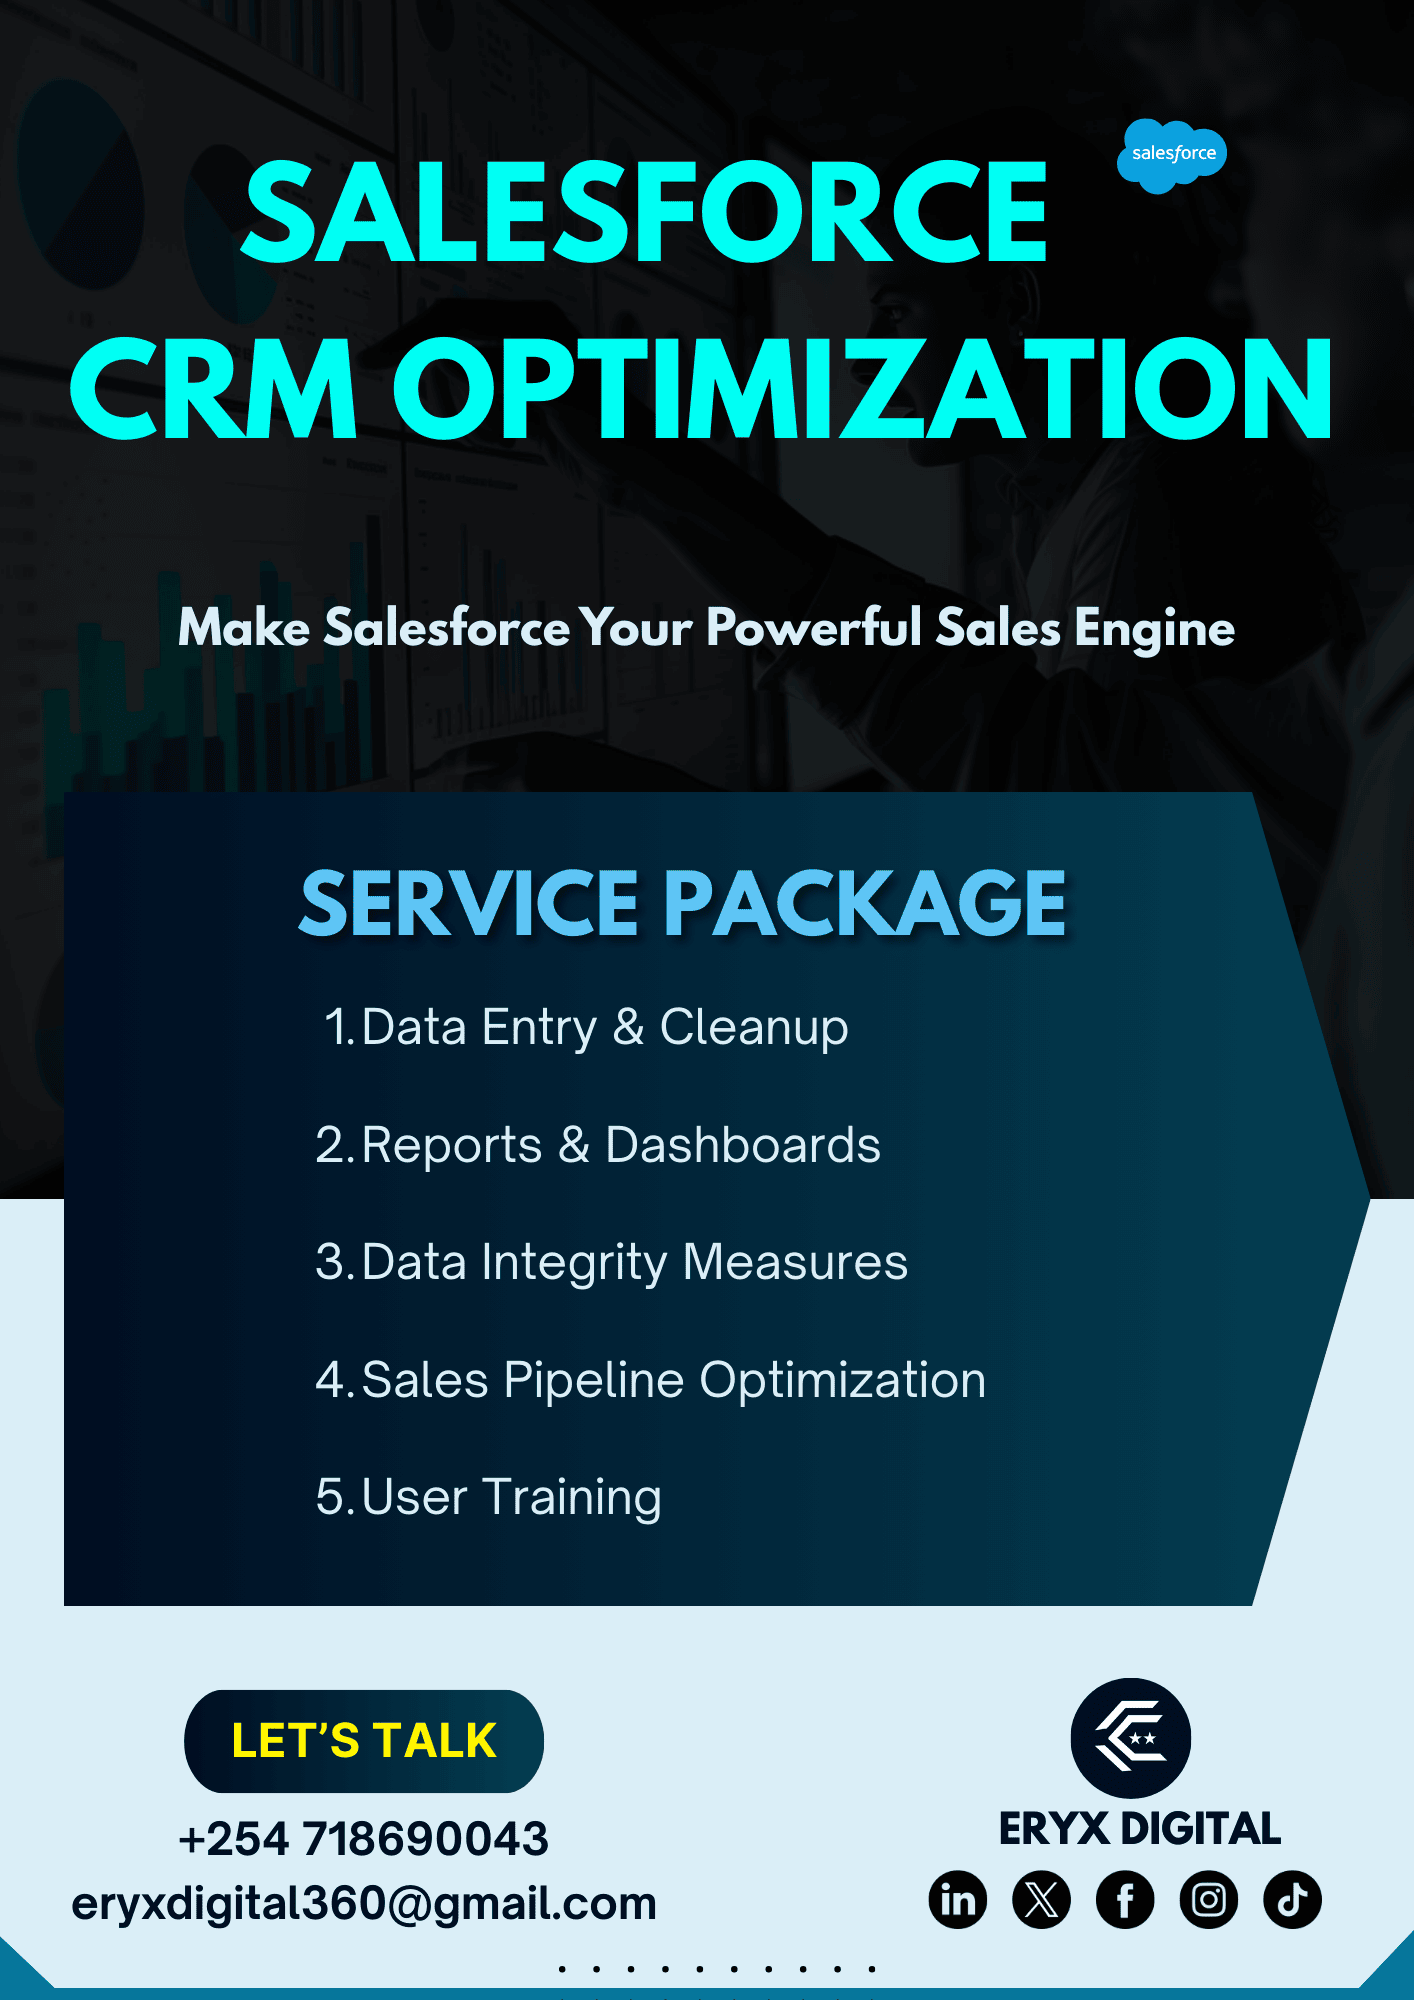 salesforce
SALESFORCE
CRM OPTIMIZATION
Make Salesforce Your Powerful Sales Engine
SERVICE PACKAGE
1. Data Entry & Cleanup
2. Reports & Dashboards
3. Data Integrity Measures
4. Sales Pipeline Optimization
5. User Training
LET'S TALK
+254 718690043
eryxdigital360@gmail.com
ERYX DIGITAL